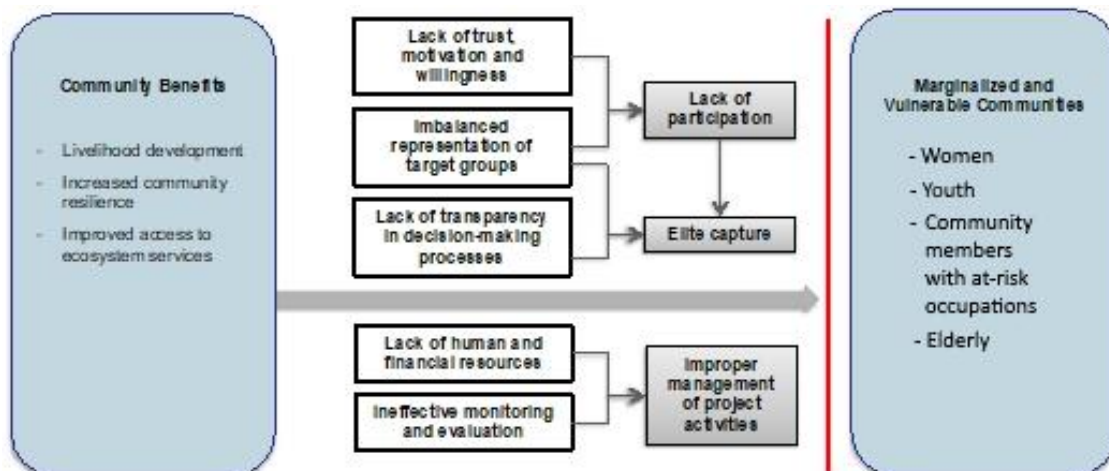 Community Benefits
- Livelihood development
- Increased community
resilience
- Improved access to
ecosystem services
Lack of trust,
motivation and
willingness
Imbalanced
representation of
target groups
Lack of transparency
in decision-making
processes
Lack of human and
financial resources
Ineffective monitoring
and evaluation
Lack of
participation
Elite capture
Improper
management
of project
activities
Marginalized and
Vulnerable Communities
- Women
- Youth
- Community
members
with at-risk
occupations
- Elderly